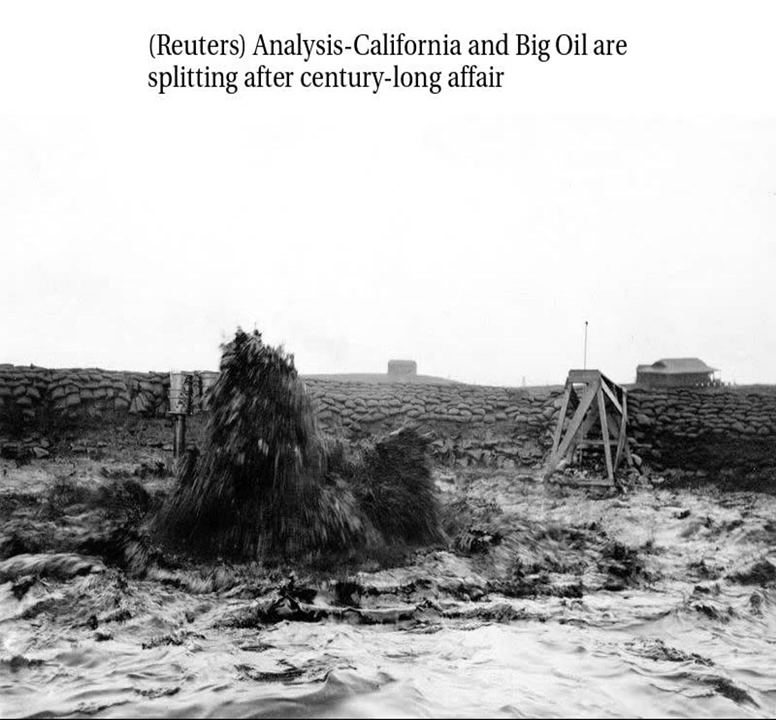 (Reuters) Analysis-California and Big Oil are
splitting after century-long affair